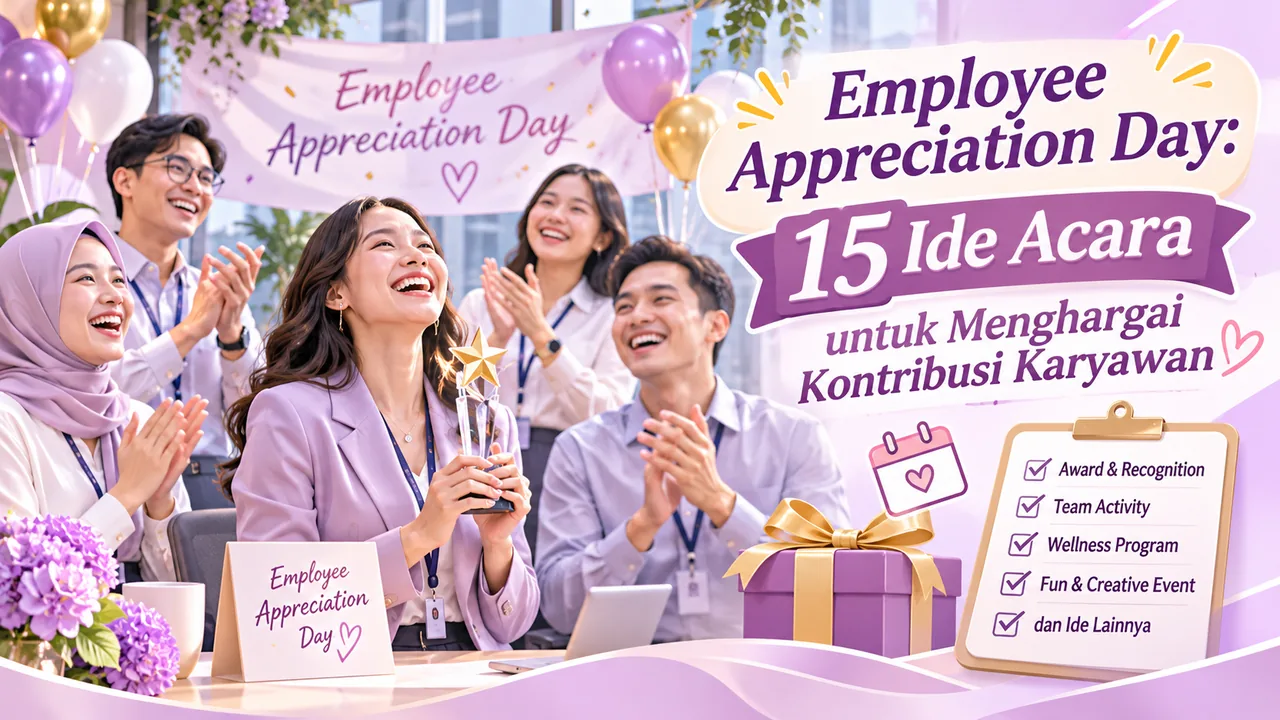 Employee
Appreciation Day
Employee
Appreciation Day:
15 Ide Acara
untuk Menghargai
Kontribusi Karyawan
Award & Recognition
Team Activity
Wellness Program
Fun & Creative Event
dan Ide Lainnya
Employee
Appreciation
Day